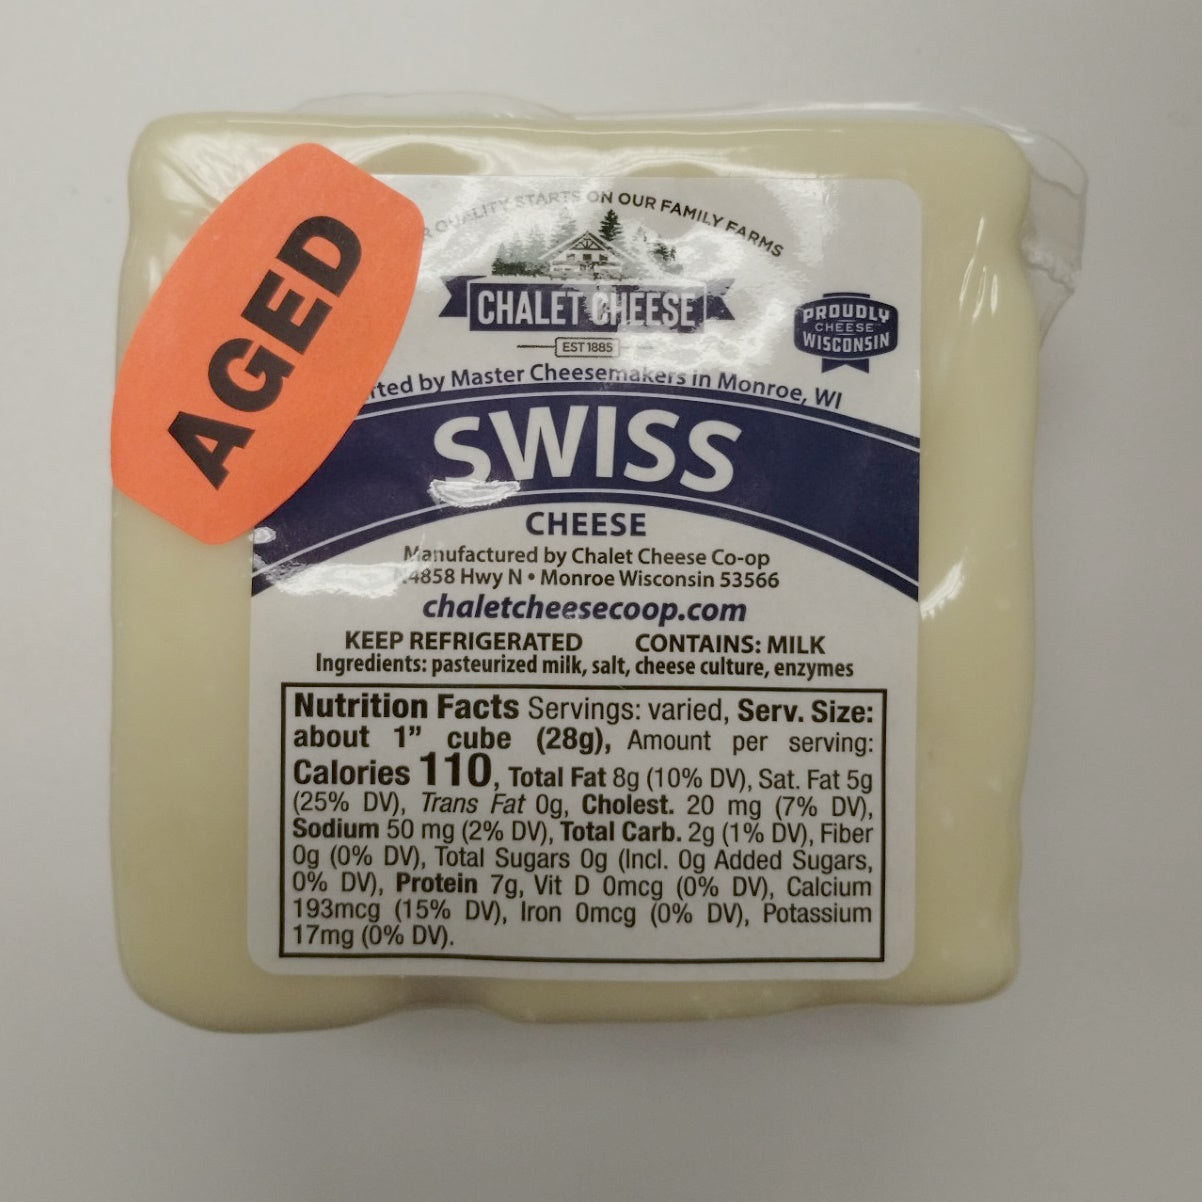 AGED
QUALITY STARTS ON OUR FAMILY FARMS
CHALET CHEESE
EST 1885
PROUDLY
CHEESE
WISCONSIN
by Master Cheesemakers in Monroe, WI
SWISS
CHEESE
Manufactured by Chalet Cheese Co-op
4858 Hwy N • Monroe Wisconsin 53566
chaletcheesecoop.com
KEEP REFRIGERATED CONTAINS: MILK
Ingredients: pasteurized milk, salt, cheese culture, enzymes
Nutrition Facts Servings: varied, Serv. Size:
about 1” cube (28g), Amount per serving:
Calories 110, Total Fat 8g (10% DV), Sat. Fat 5g
(25% DV), Trans Fat 0g, Cholest. 20 mg (7% DV),
Sodium 50 mg (2% DV), Total Carb. 2g (1% DV), Fiber
0g (0% DV), Total Sugars 0g (Incl. 0g Added Sugars,
0% DV), Protein 7g, Vit D 0mcg (0% DV), Calcium
193mcg (15% DV), Iron 0mcg (0% DV), Potassium
17mg (0% DV).